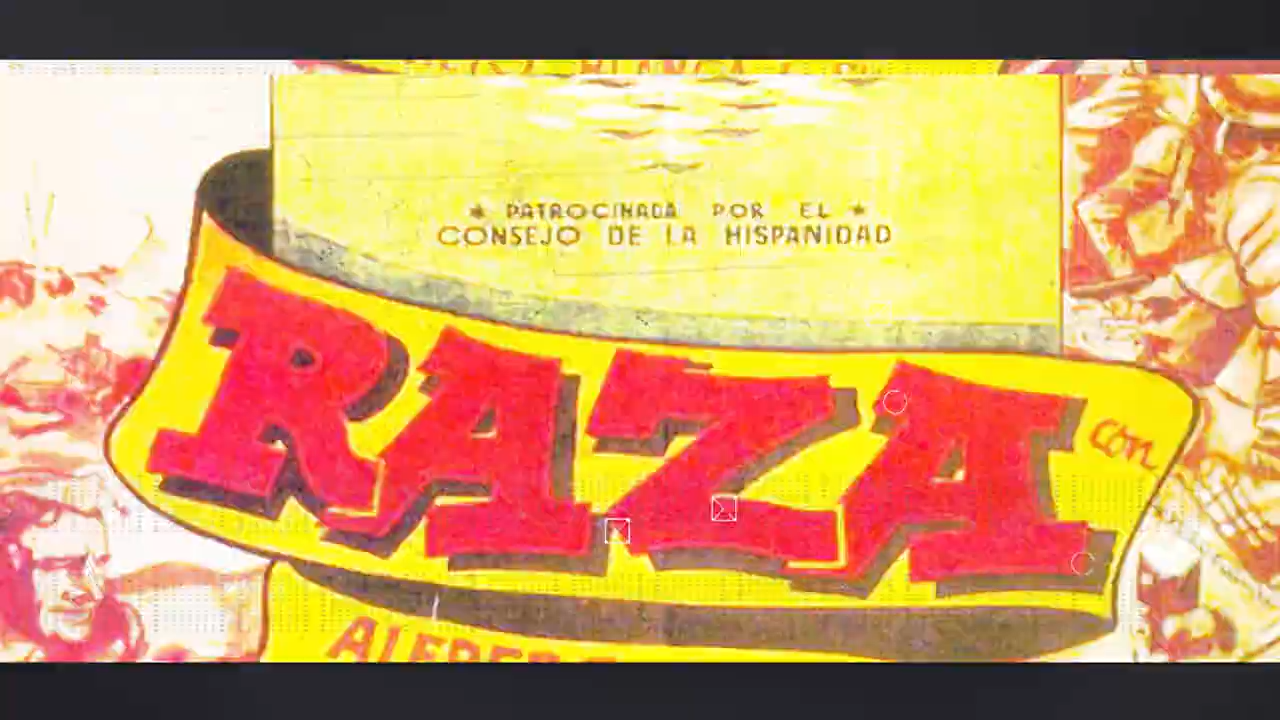 * PATROCINADA POR EL *
CONSEJO DE LA HISPANIDAD
RAZA
con